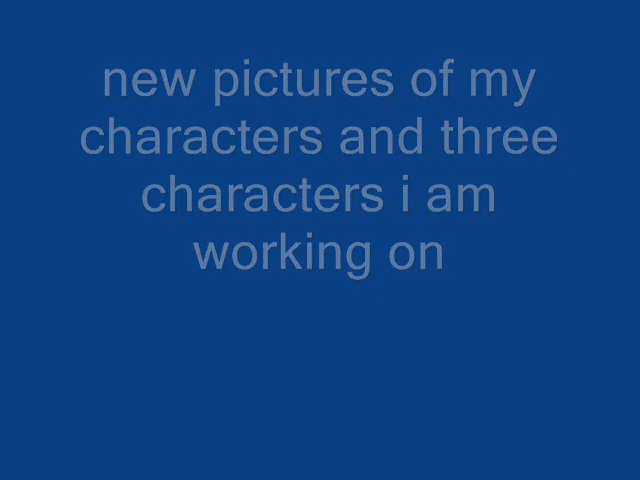 new pictures of my
characters and three
characters i am
working on